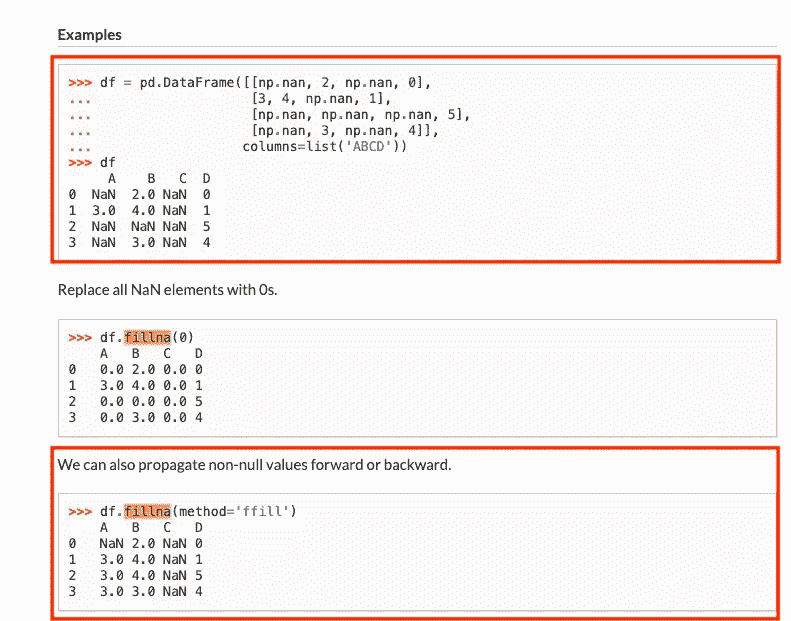 Examples
>>> df = pd.DataFrame([[np.nan, 2, np.nan, 0],
...                    [3, 4, np.nan, 1],
...                    [np.nan, np.nan, np.nan, 5],
...                    [np.nan, 3, np.nan, 4]],
...                   columns=list('ABCD'))
>>> df
     A    B   C  D
0  NaN  2.0 NaN  0
1  3.0  4.0 NaN  1
2  NaN  NaN NaN  5
3  NaN  3.0 NaN  4
Replace all NaN elements with 0s.
>>> df.fillna(0)
    A   B   C   D
0   0.0 2.0 0.0 0
1   3.0 4.0 0.0 1
2   0.0 0.0 0.0 5
3   0.0 3.0 0.0 4
We can also propagate non-null values forward or backward.
>>> df.fillna(method='ffill')
    A   B   C   D
0   NaN 2.0 NaN 0
1   3.0 4.0 NaN 1
2   3.0 4.0 NaN 5
3   3.0 3.0 NaN 4